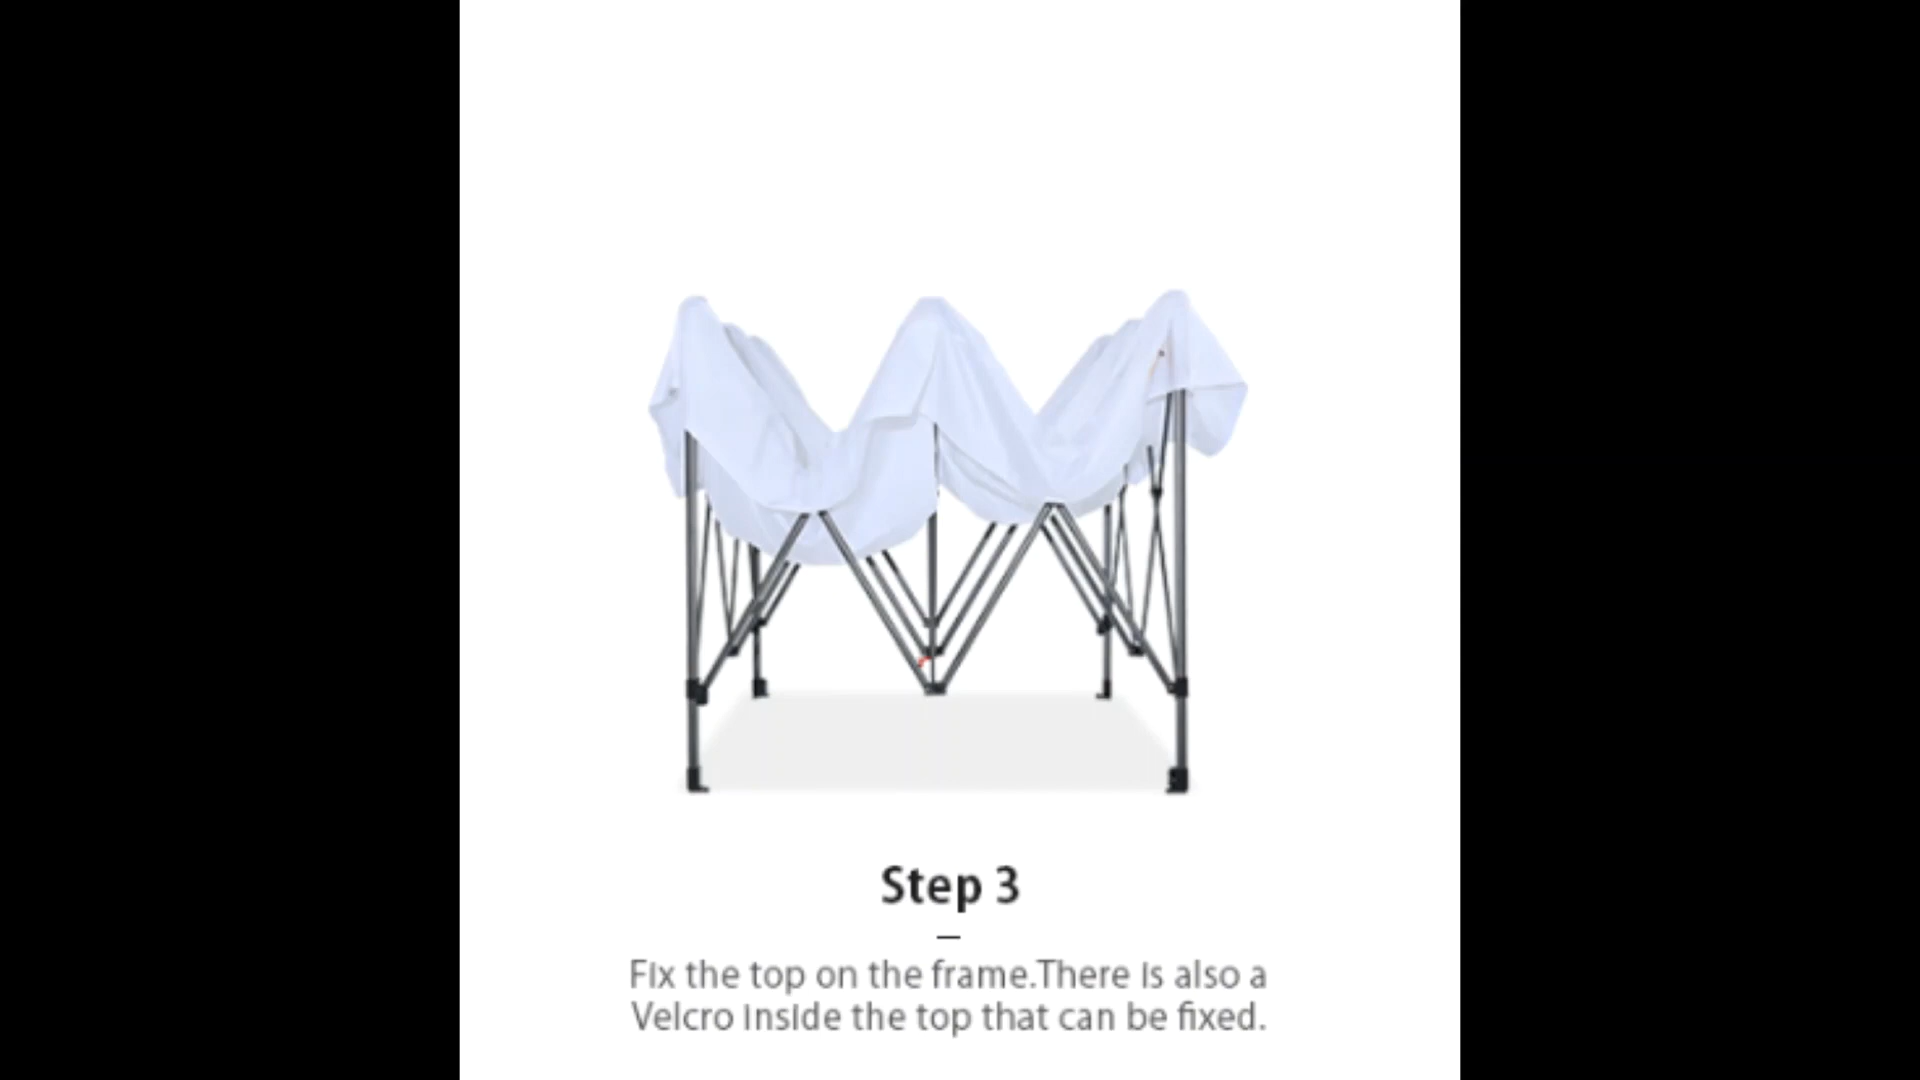 Step 3
Fix the top on the frame.There is also a
Velcro inside the top that can be fixed.